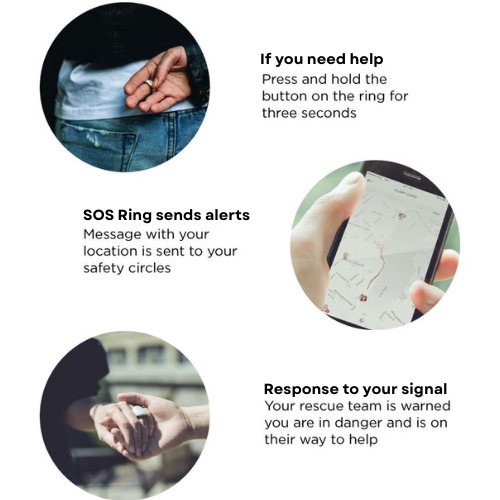 If you need help
Press and hold the
button on the ring for
three seconds
SOS Ring sends alerts
Message with your
location is sent to your
safety circles
Response to your signal
Your rescue team is warned
you are in danger and is on
their way to help